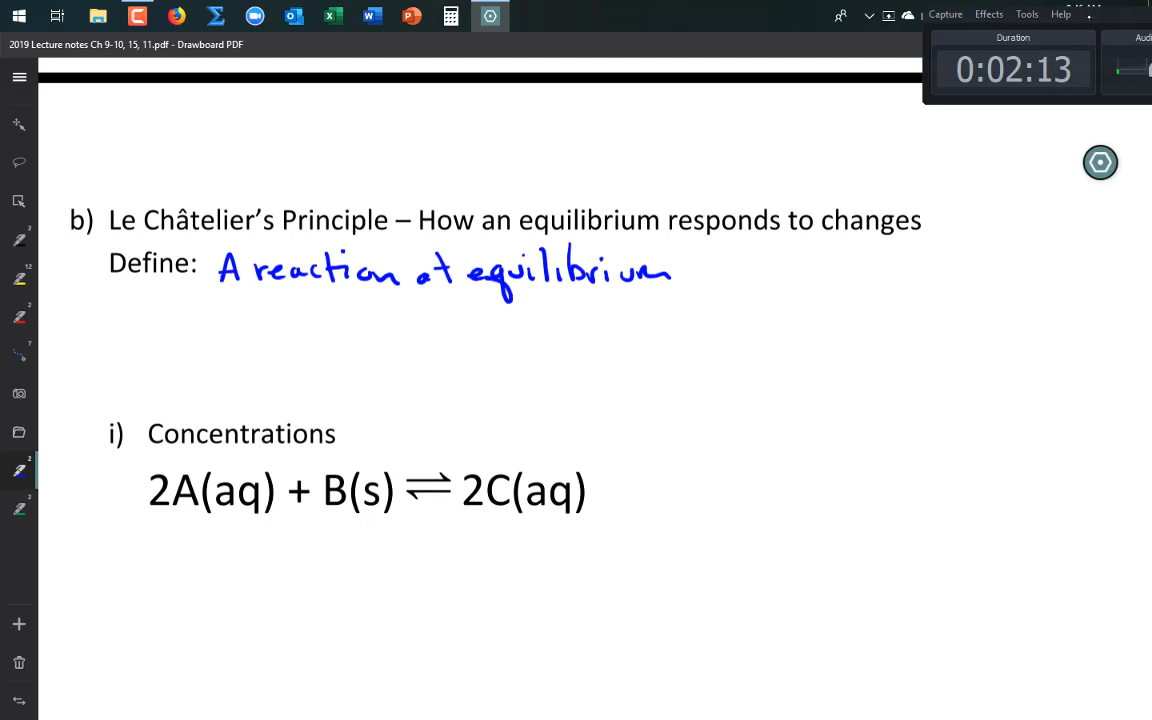 2019 Lecture notes Ch 9-10, 15, 11.pdf - Drawboard PDF
Capture Effects Tools Help
Duration
0:02:13
b) Le Châtelier’s Principle – How an equilibrium responds to changes
Define: A reaction at equilibrium
i) Concentrations
2A(aq) + B(s) ⇌ 2C(aq)